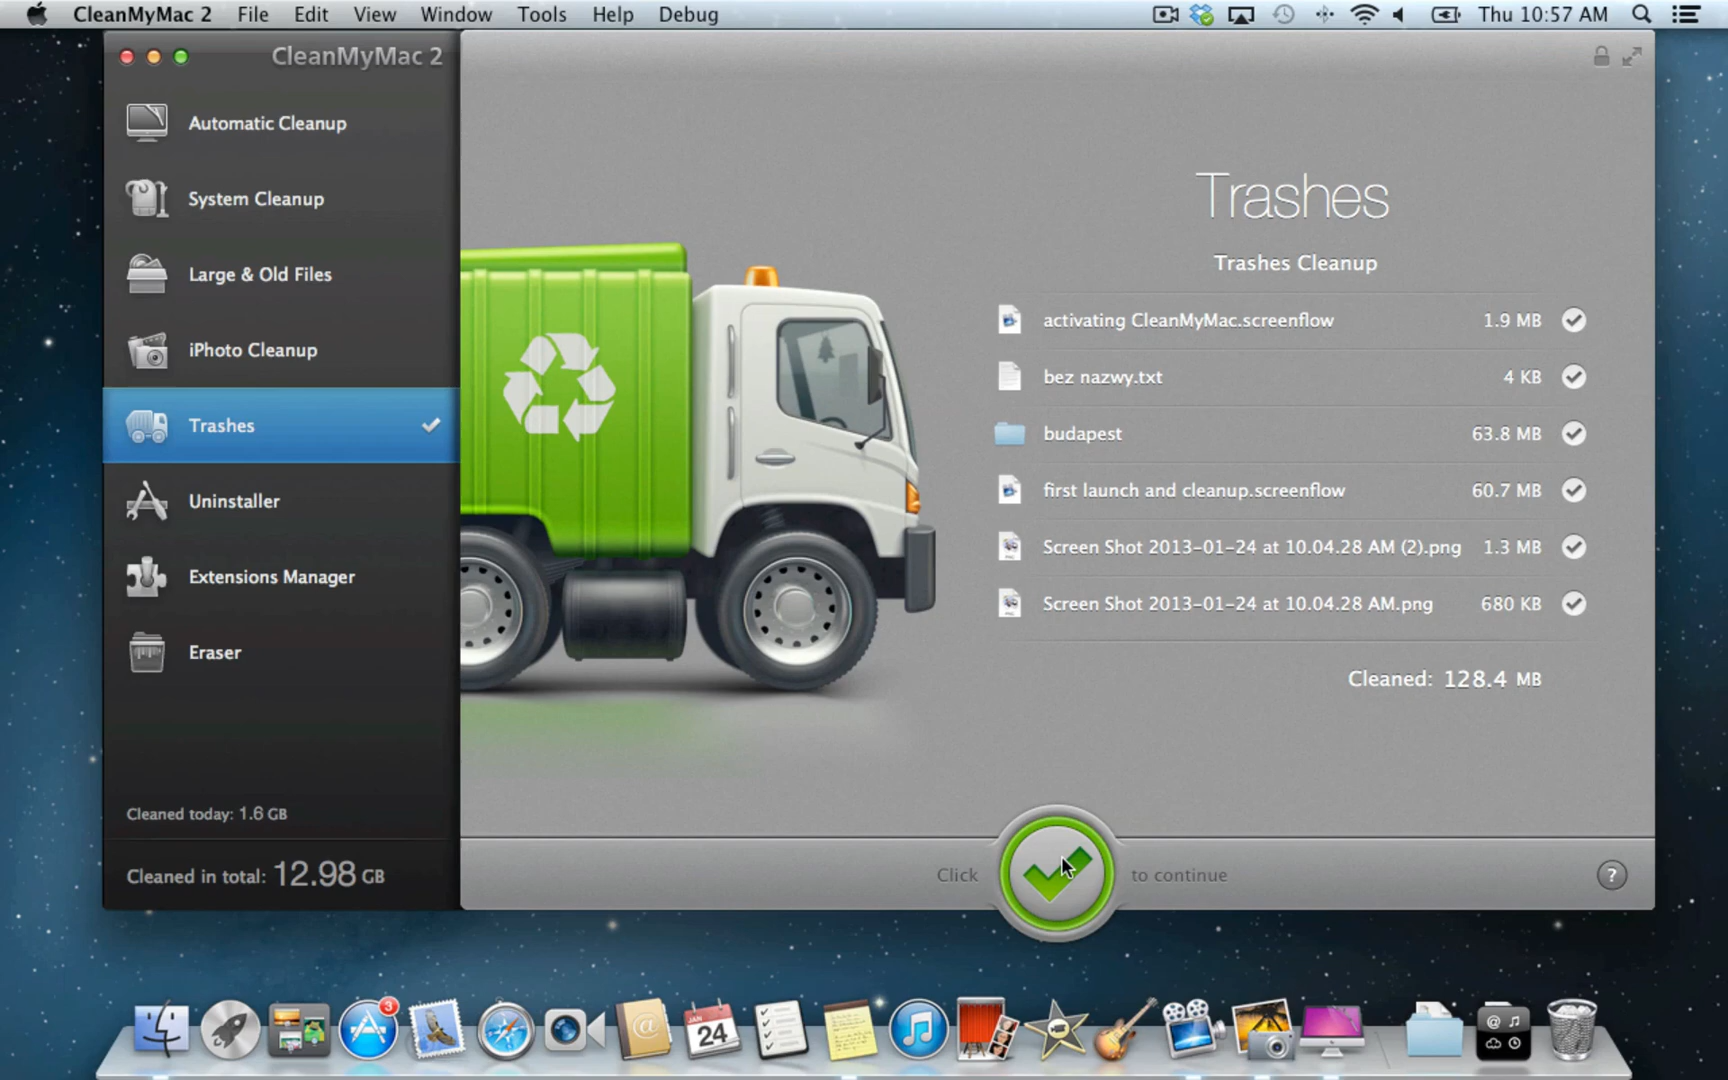 CleanMyMac 2 File Edit View Window Tools Help Debug Thu 10:57 AM
CleanMyMac 2
Automatic Cleanup
System Cleanup
Large & Old Files
iPhoto Cleanup
Trashes
Uninstaller
Extensions Manager
Eraser
Cleaned today: 1.6 GB
Cleaned in total: 12.98 GB
Trashes
Trashes Cleanup
activating CleanMyMac.screenflow 1.9 MB
bez nazwy.txt 4 KB
budapest 63.8 MB
first launch and cleanup.screenflow 60.7 MB
Screen Shot 2013-01-24 at 10.04.28 AM (2).png 1.3 MB
Screen Shot 2013-01-24 at 10.04.28 AM.png 680 KB
Cleaned: 128.4 MB
Click to continue
?
3
JAN
24